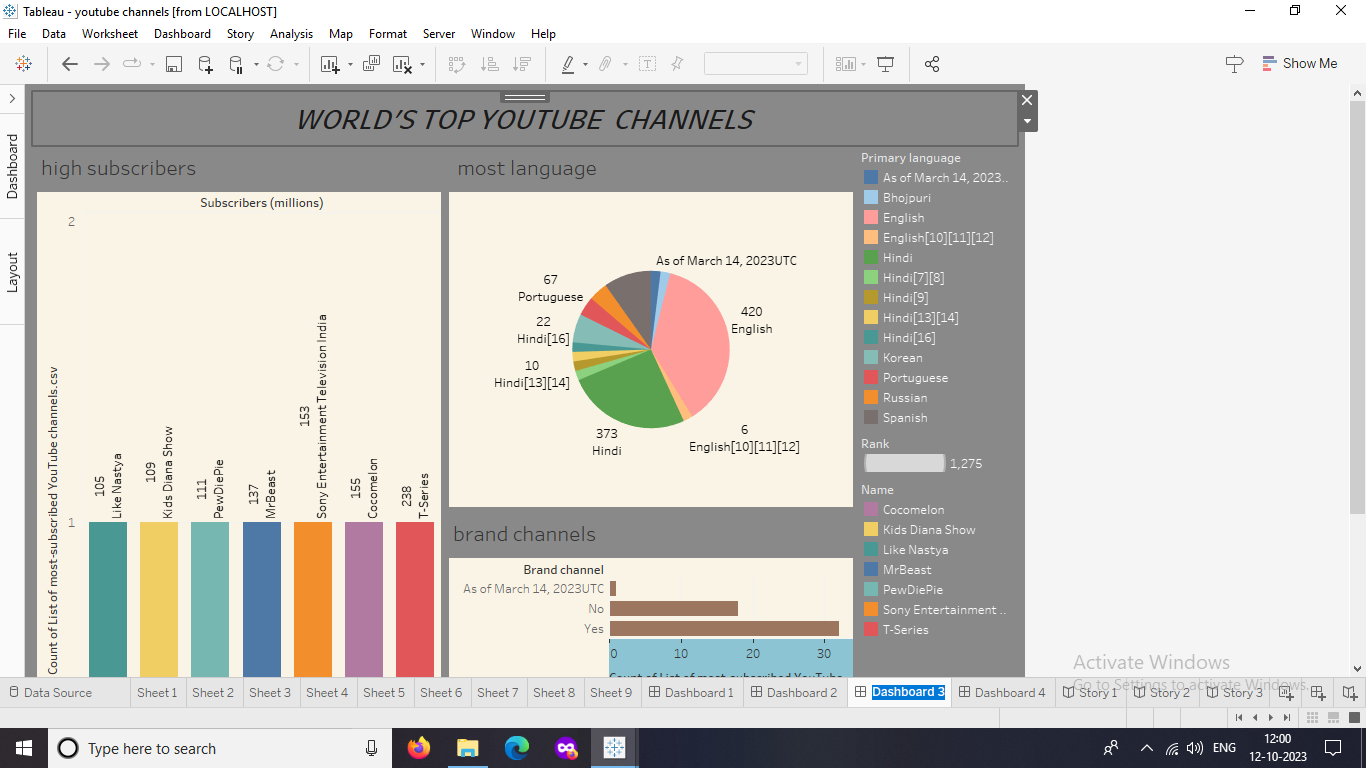 Tableau - youtube channels [from LOCALHOST]
File Data Worksheet Dashboard Story Analysis Map Format Server Window Help
Show Me
Dashboard
Layout
WORLD'S TOP YOUTUBE CHANNELS
high subscribers
Subscribers (millions)
2
1
Count of List of most-subscribed YouTube channels.csv
105
Like Nastya
109
Kids Diana Show
111
PewDiePie
137
MrBeast
153
Sony Entertainment Television India
155
Cocomelon
238
T-Series
most language
As of March 14, 2023UTC
67
Portuguese
420
English
22
Hindi[16]
10
Hindi[13][14]
373
Hindi
6
English[10][11][12]
brand channels
Brand channel
As of March 14, 2023UTC
No
Yes
0 10 20 30
Count of List of most-subscribed YouTube
Primary language
As of March 14, 2023..
Bhojpuri
English
English[10][11][12]
Hindi
Hindi[7][8]
Hindi[9]
Hindi[13][14]
Hindi[16]
Korean
Portuguese
Russian
Spanish
Rank
1,275
Name
Cocomelon
Kids Diana Show
Like Nastya
MrBeast
PewDiePie
Sony Entertainment ..
T-Series
Activate Windows
Go to Settings to activate Windows.
Data Source Sheet 1 Sheet 2 Sheet 3 Sheet 4 Sheet 5 Sheet 6 Sheet 7 Sheet 8 Sheet 9 Dashboard 1 Dashboard 2 Dashboard 3 Dashboard 4 Story 1 Story 2 Story 3
Type here to search
ENG
12:00
12-10-2023